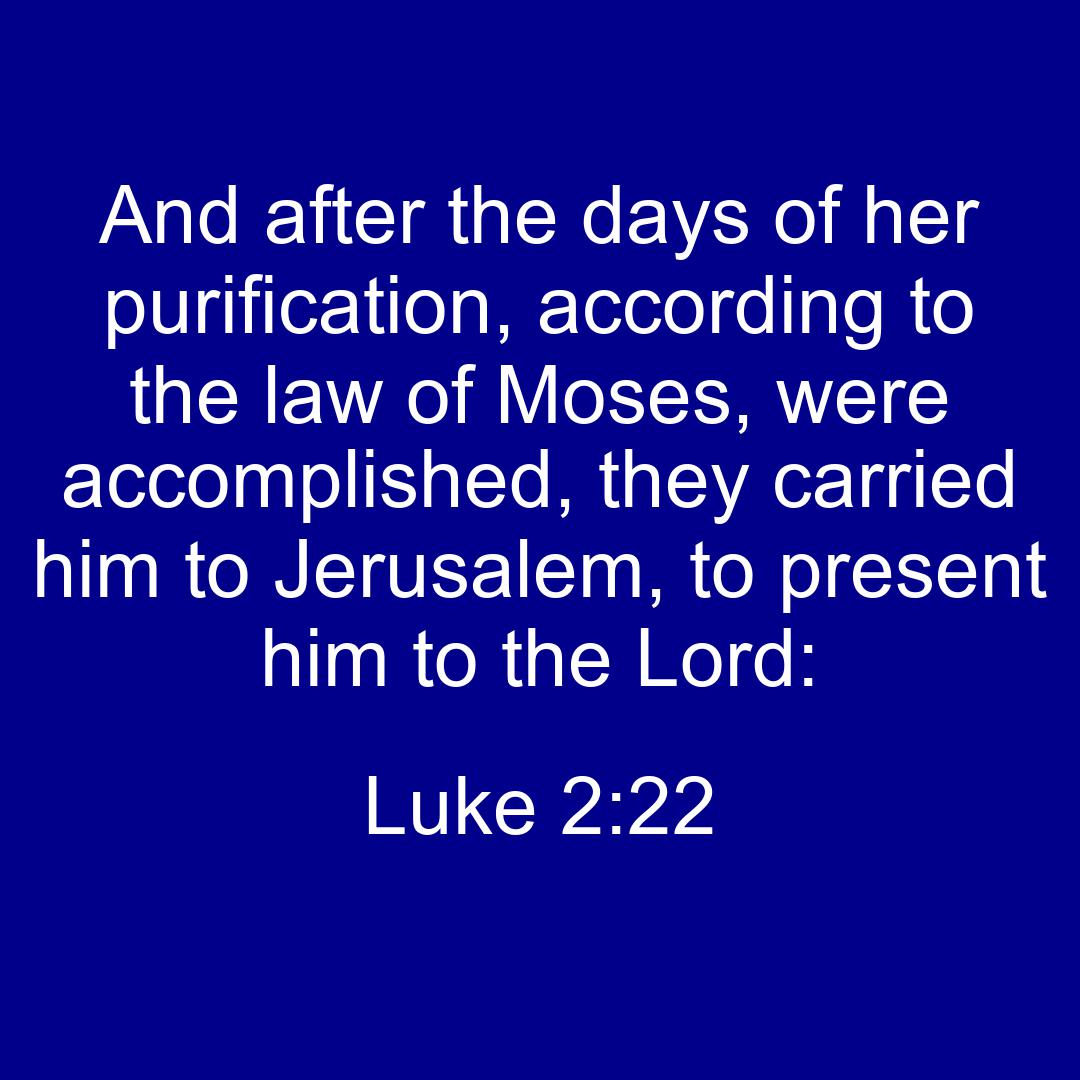 And after the days of her
purification, according to
the law of Moses, were
accomplished, they carried
him to Jerusalem, to present
him to the Lord:
Luke 2:22